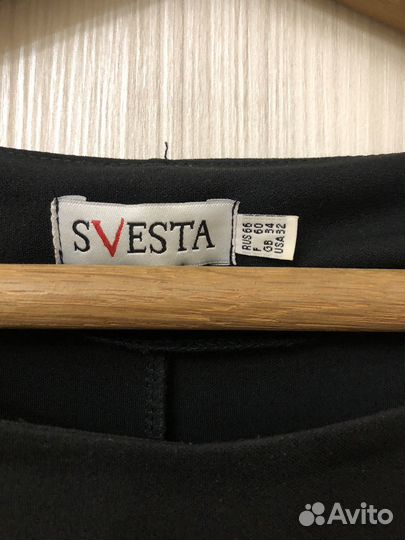 SVESTA
RUS 66
F 60
GB 34
USA 32
Avito